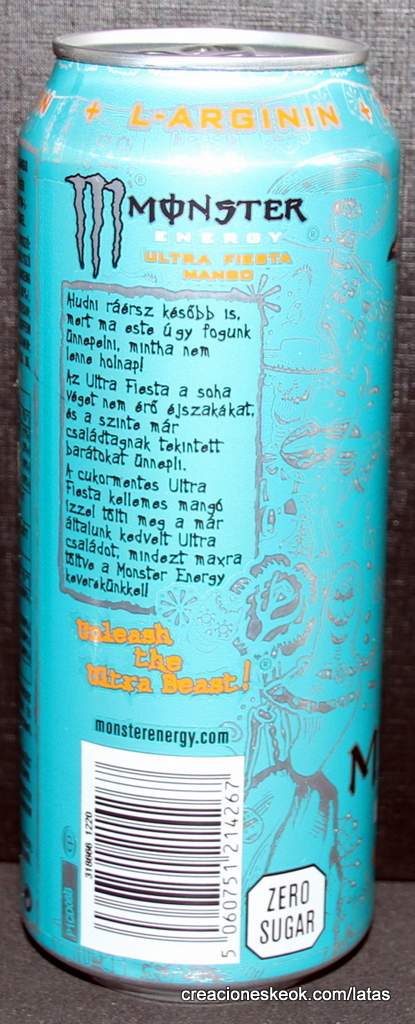 + L-ARGININ +
MONSTER
ENERGY
ULTRA FIESTA
MANGO
Aludni ráérsz később is,
mert ma este úgy fogunk
ünnepelni, mintha nem
lenne holnap!
Az Ultra Fiesta a soha
véget nem érő éjszakákat,
és a szinte már
családtagnak tekintett
barátokat ünnepli.
A cukormentes Ultra
Fiesta kellemes mangó
ízzel tölti meg a már
általunk kedvelt Ultra
családot, mindezt maxra
töltve a Monster Energy
keverékünkkel!
Unleash
the
Ultra Beast!
monsterenergy.com
318666 1220
5 060751 214267
ZERO
SUGAR
creacioneskeok.com/latas